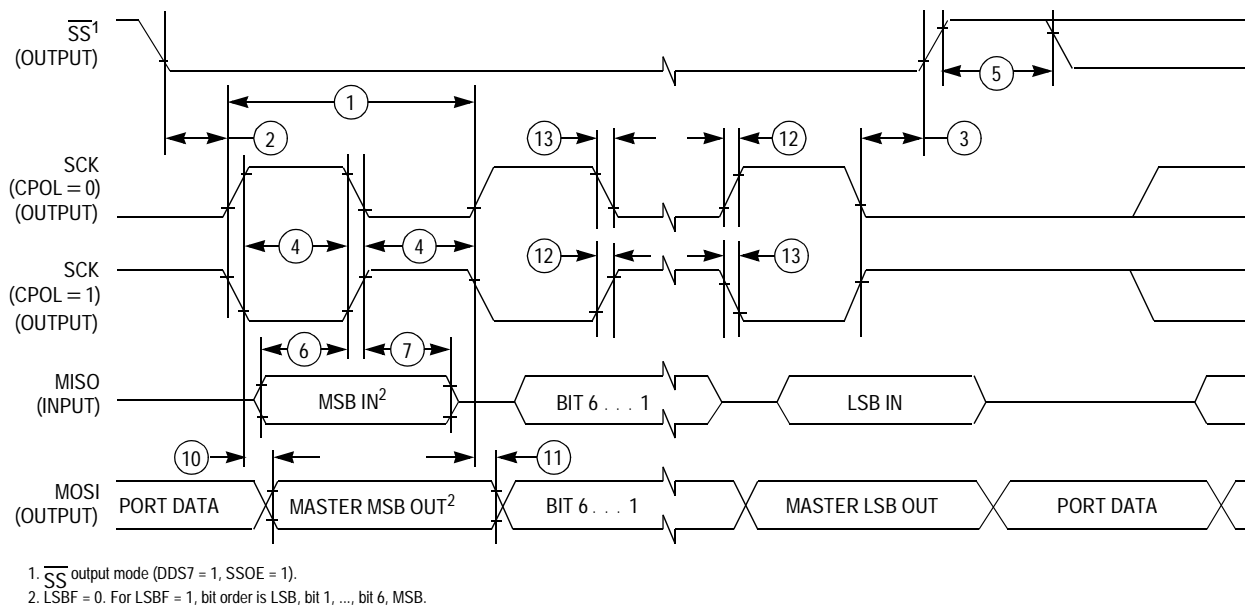 SS¹
(OUTPUT)
5
1
2
13
12
3
SCK
(CPOL = 0)
(OUTPUT)
4
4
12
13
SCK
(CPOL = 1)
(OUTPUT)
6
7
MISO
(INPUT)
MSB IN²
BIT 6 . . . 1
LSB IN
10
11
MOSI
(OUTPUT)
PORT DATA
MASTER MSB OUT²
BIT 6 . . . 1
MASTER LSB OUT
PORT DATA
1. SS output mode (DDS7 = 1, SSOE = 1).
2. LSBF = 0. For LSBF = 1, bit order is LSB, bit 1, ..., bit 6, MSB.